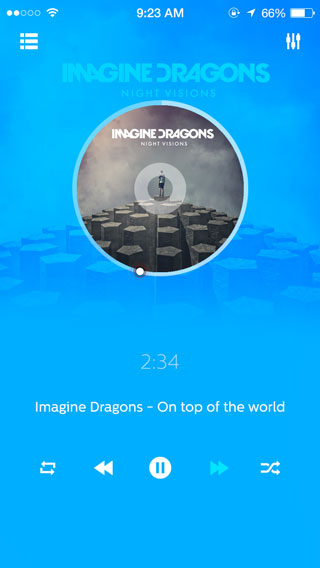 9:23 AM
66%
IMAGINE DRAGONS
NIGHT VISIONS
IMAGINE DRAGONS
NIGHT VISIONS
2:34
Imagine Dragons - On top of the world